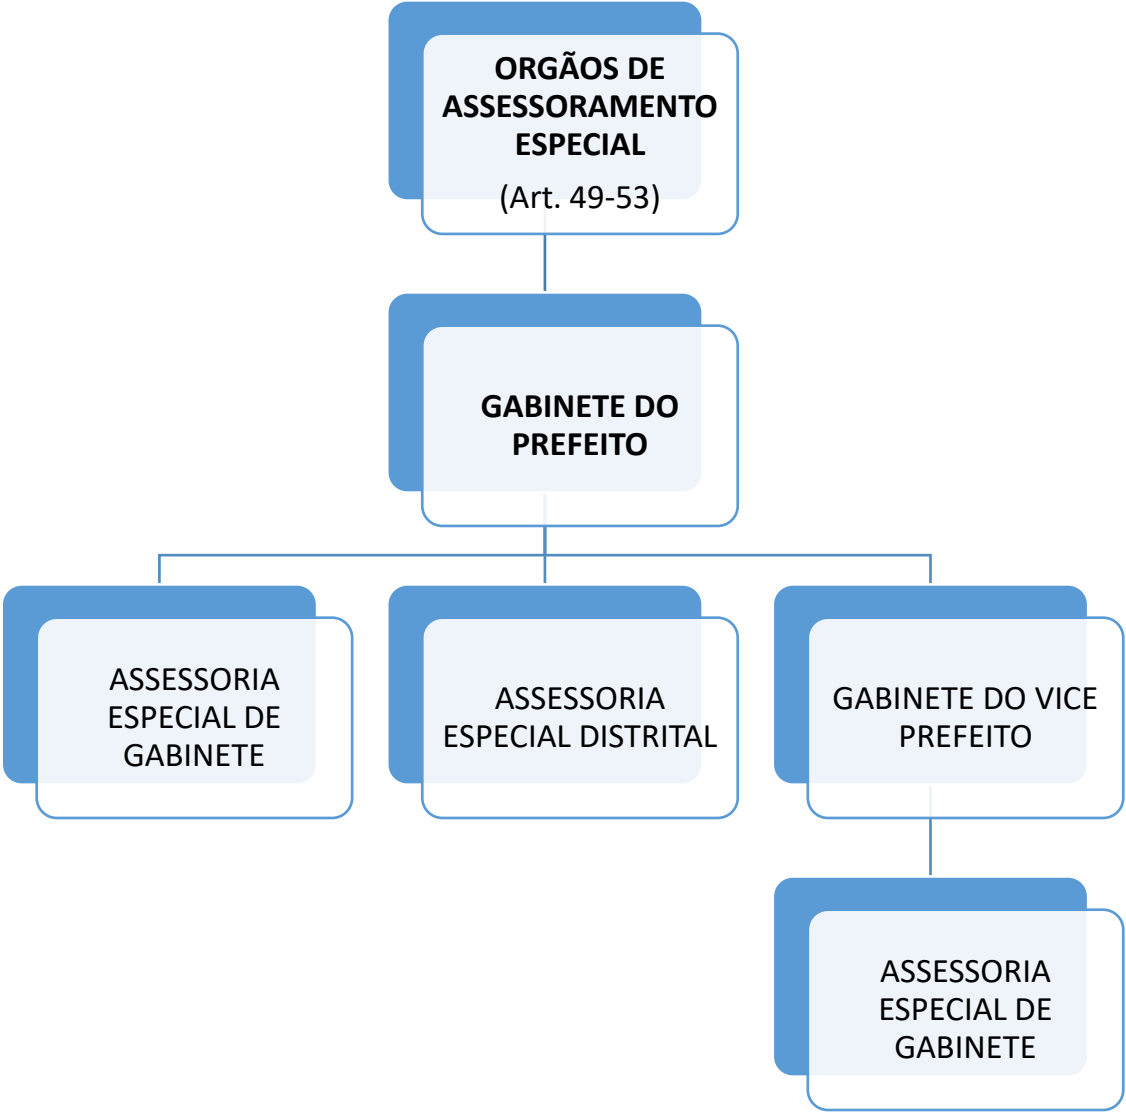 ORGÃOS DE
ASSESSORAMENTO
ESPECIAL
(Art. 49-53)
GABINETE DO
PREFEITO
ASSESSORIA
ESPECIAL DE
GABINETE
ASSESSORIA
ESPECIAL DISTRITAL
GABINETE DO VICE
PREFEITO
ASSESSORIA
ESPECIAL DE
GABINETE